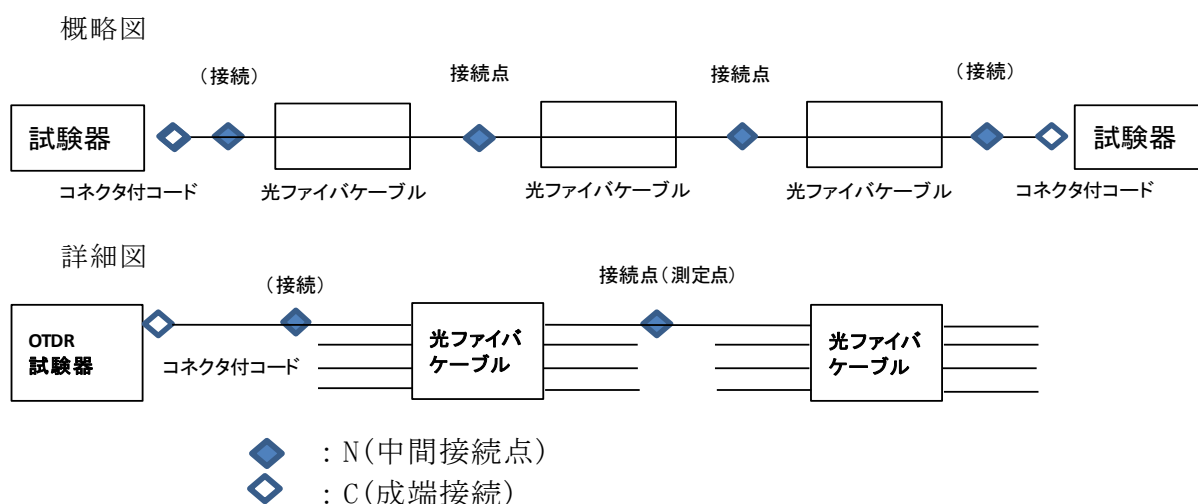 概略図
（接続）
接続点
接続点
（接続）
試験器
試験器
コネクタ付コード
光ファイバケーブル
光ファイバケーブル
光ファイバケーブル
コネクタ付コード
詳細図
（接続）
接続点（測定点）
OTDR
試験器
コネクタ付コード
光ファイバ
ケーブル
光ファイバ
ケーブル
：N(中間接続点)
：C(成端接続)